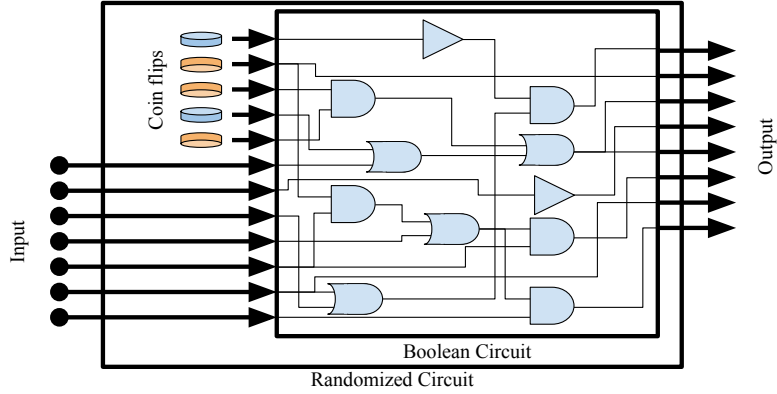 Coin flips
Input
Output
Boolean Circuit
Randomized Circuit